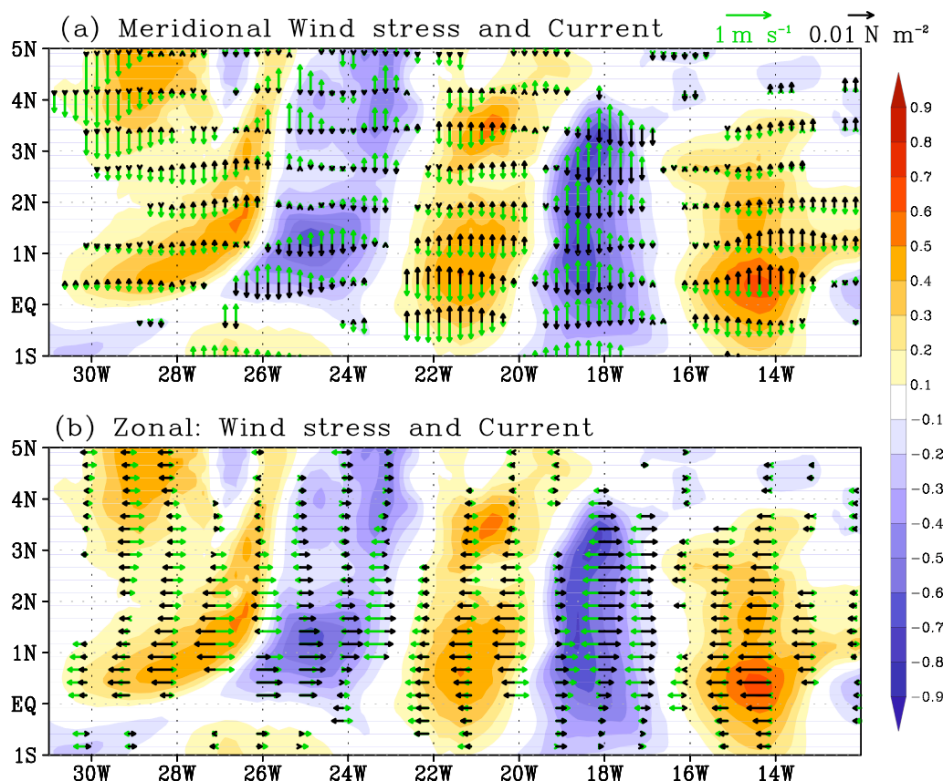 (a) Meridional Wind stress and Current
1 m s⁻¹ 0.01 N m⁻²
5N
4N
3N
2N
1N
EQ
1S
30W 28W 26W 24W 22W 20W 18W 16W 14W
(b) Zonal: Wind stress and Current
5N
4N
3N
2N
1N
EQ
1S
30W 28W 26W 24W 22W 20W 18W 16W 14W
0.9
0.8
0.7
0.6
0.5
0.4
0.3
0.2
0.1
−0.1
−0.2
−0.3
−0.4
−0.5
−0.6
−0.7
−0.8
−0.9